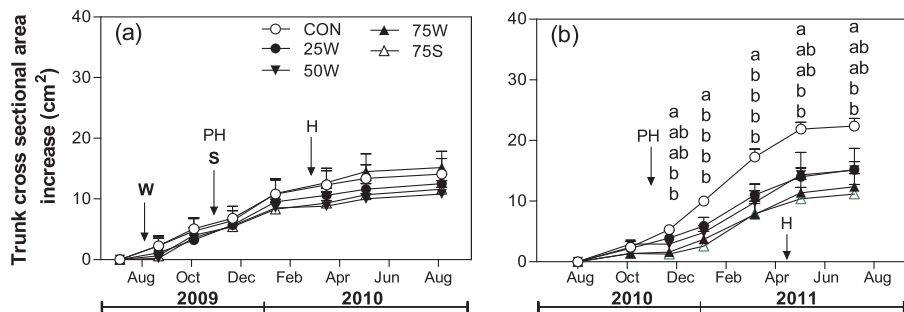 Trunk cross sectional area
increase (cm²)
40
30
20
10
0
(a)
CON
25W
50W
75W
75S
W
PH
S
H
Aug Oct Dec Feb Apr Jun Aug
2009 2010
40
30
20
10
0
(b)
PH
a
ab
ab
b
b
a
b
b
b
b
a
b
b
b
b
a
ab
ab
b
b
a
ab
ab
b
b
H
Aug Oct Dec Feb Apr Jun Aug
2010 2011